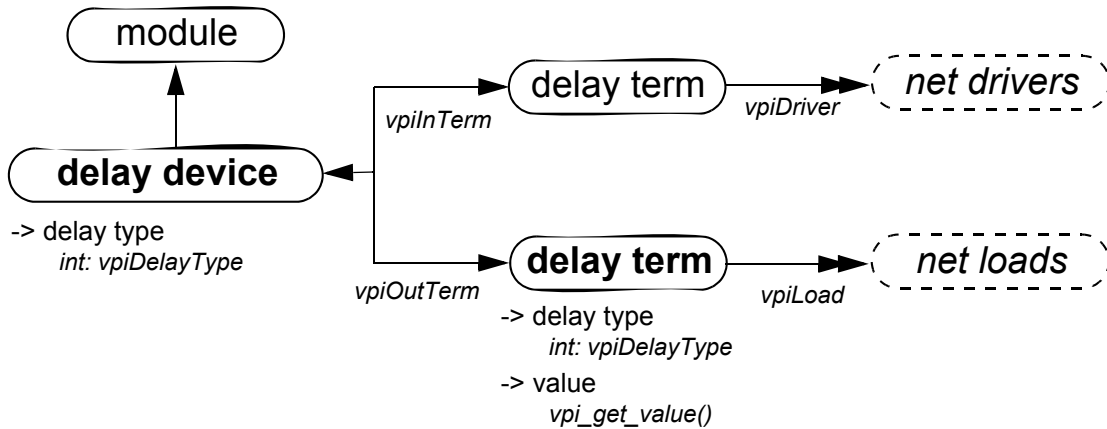 module
delay term
net drivers
vpiInTerm
vpiDriver
delay device
-> delay type
int: vpiDelayType
delay term
net loads
vpiOutTerm
vpiLoad
-> delay type
int: vpiDelayType
-> value
vpi_get_value()